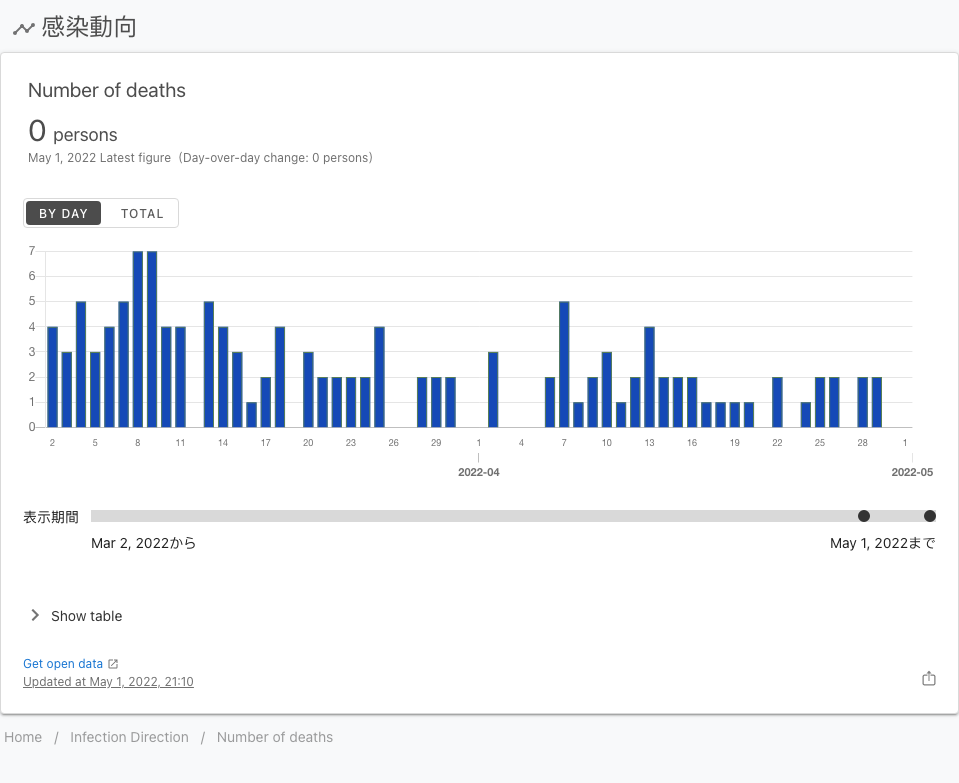 感染動向
Number of deaths
0 persons
May 1, 2022 Latest figure (Day-over-day change: 0 persons)
BY DAY TOTAL
7
6
5
4
3
2
1
0
2 5 8 11 14 17 20 23 26 29 1 4 7 10 13 16 19 22 25 28 1
2022-04 2022-05
表示期間
Mar 2, 2022から May 1, 2022まで
Show table
Get open data
Updated at May 1, 2022, 21:10
Home / Infection Direction / Number of deaths